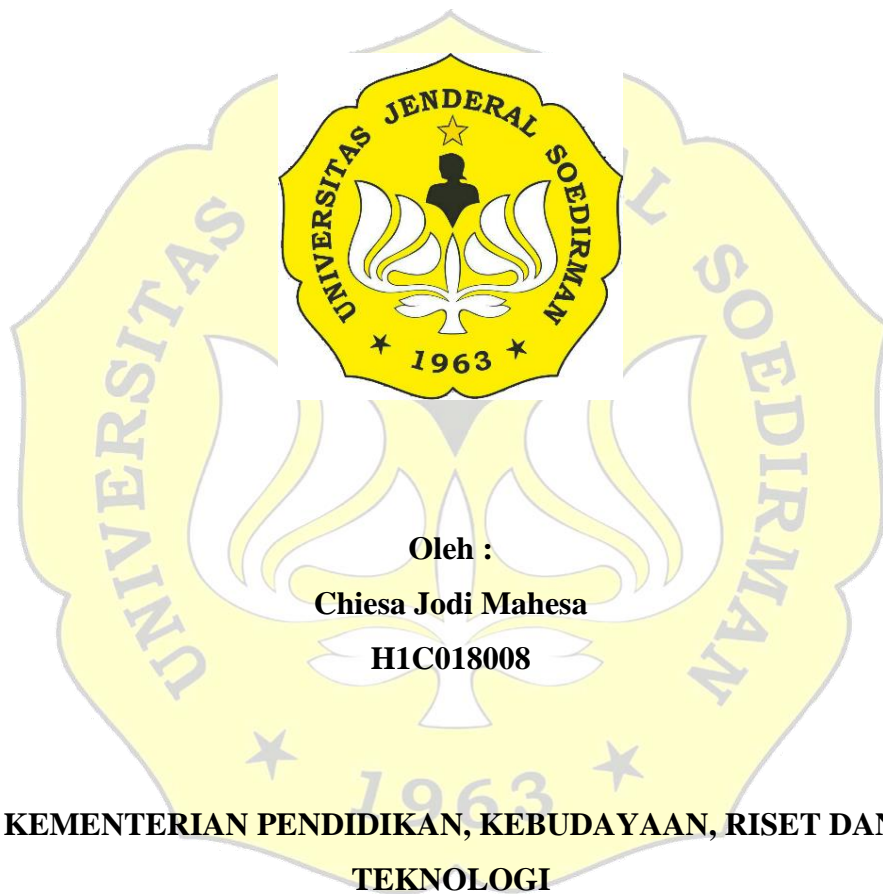 UNIVERSITAS JENDERAL SOEDIRMAN
1963
Oleh :
Chiesa Jodi Mahesa
H1C018008
KEMENTERIAN PENDIDIKAN, KEBUDAYAAN, RISET DAN
TEKNOLOGI